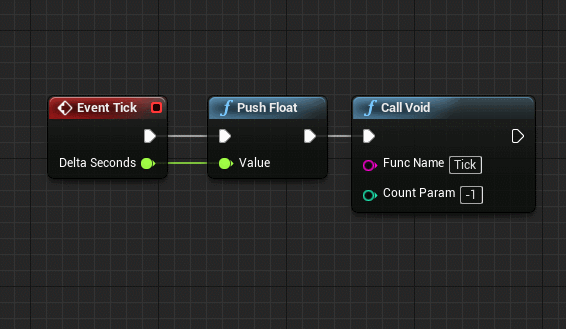 Event Tick
Delta Seconds
Push Float
Value
Call Void
Func Name Tick
Count Param -1